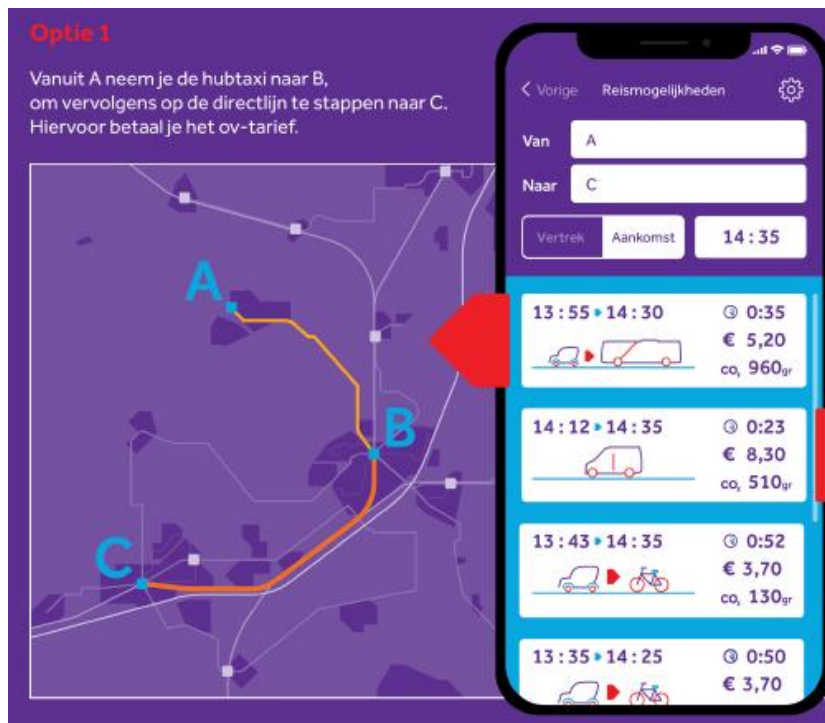 Optie 1
Vanuit A neem je de hubtaxi naar B,
om vervolgens op de directlijn te stappen naar C.
Hiervoor betaal je het ov-tarief.
A
B
C
Vorige Reismogelijkheden
Van A
Naar C
Vertrek Aankomst 14:35
13:55 14:30 0:35
€ 5,20
co, 960gr
14:12 14:35 0:23
€ 8,30
co, 510gr
13:43 14:35 0:52
€ 3,70
co, 130gr
13:35 14:25 0:50
€ 3,70